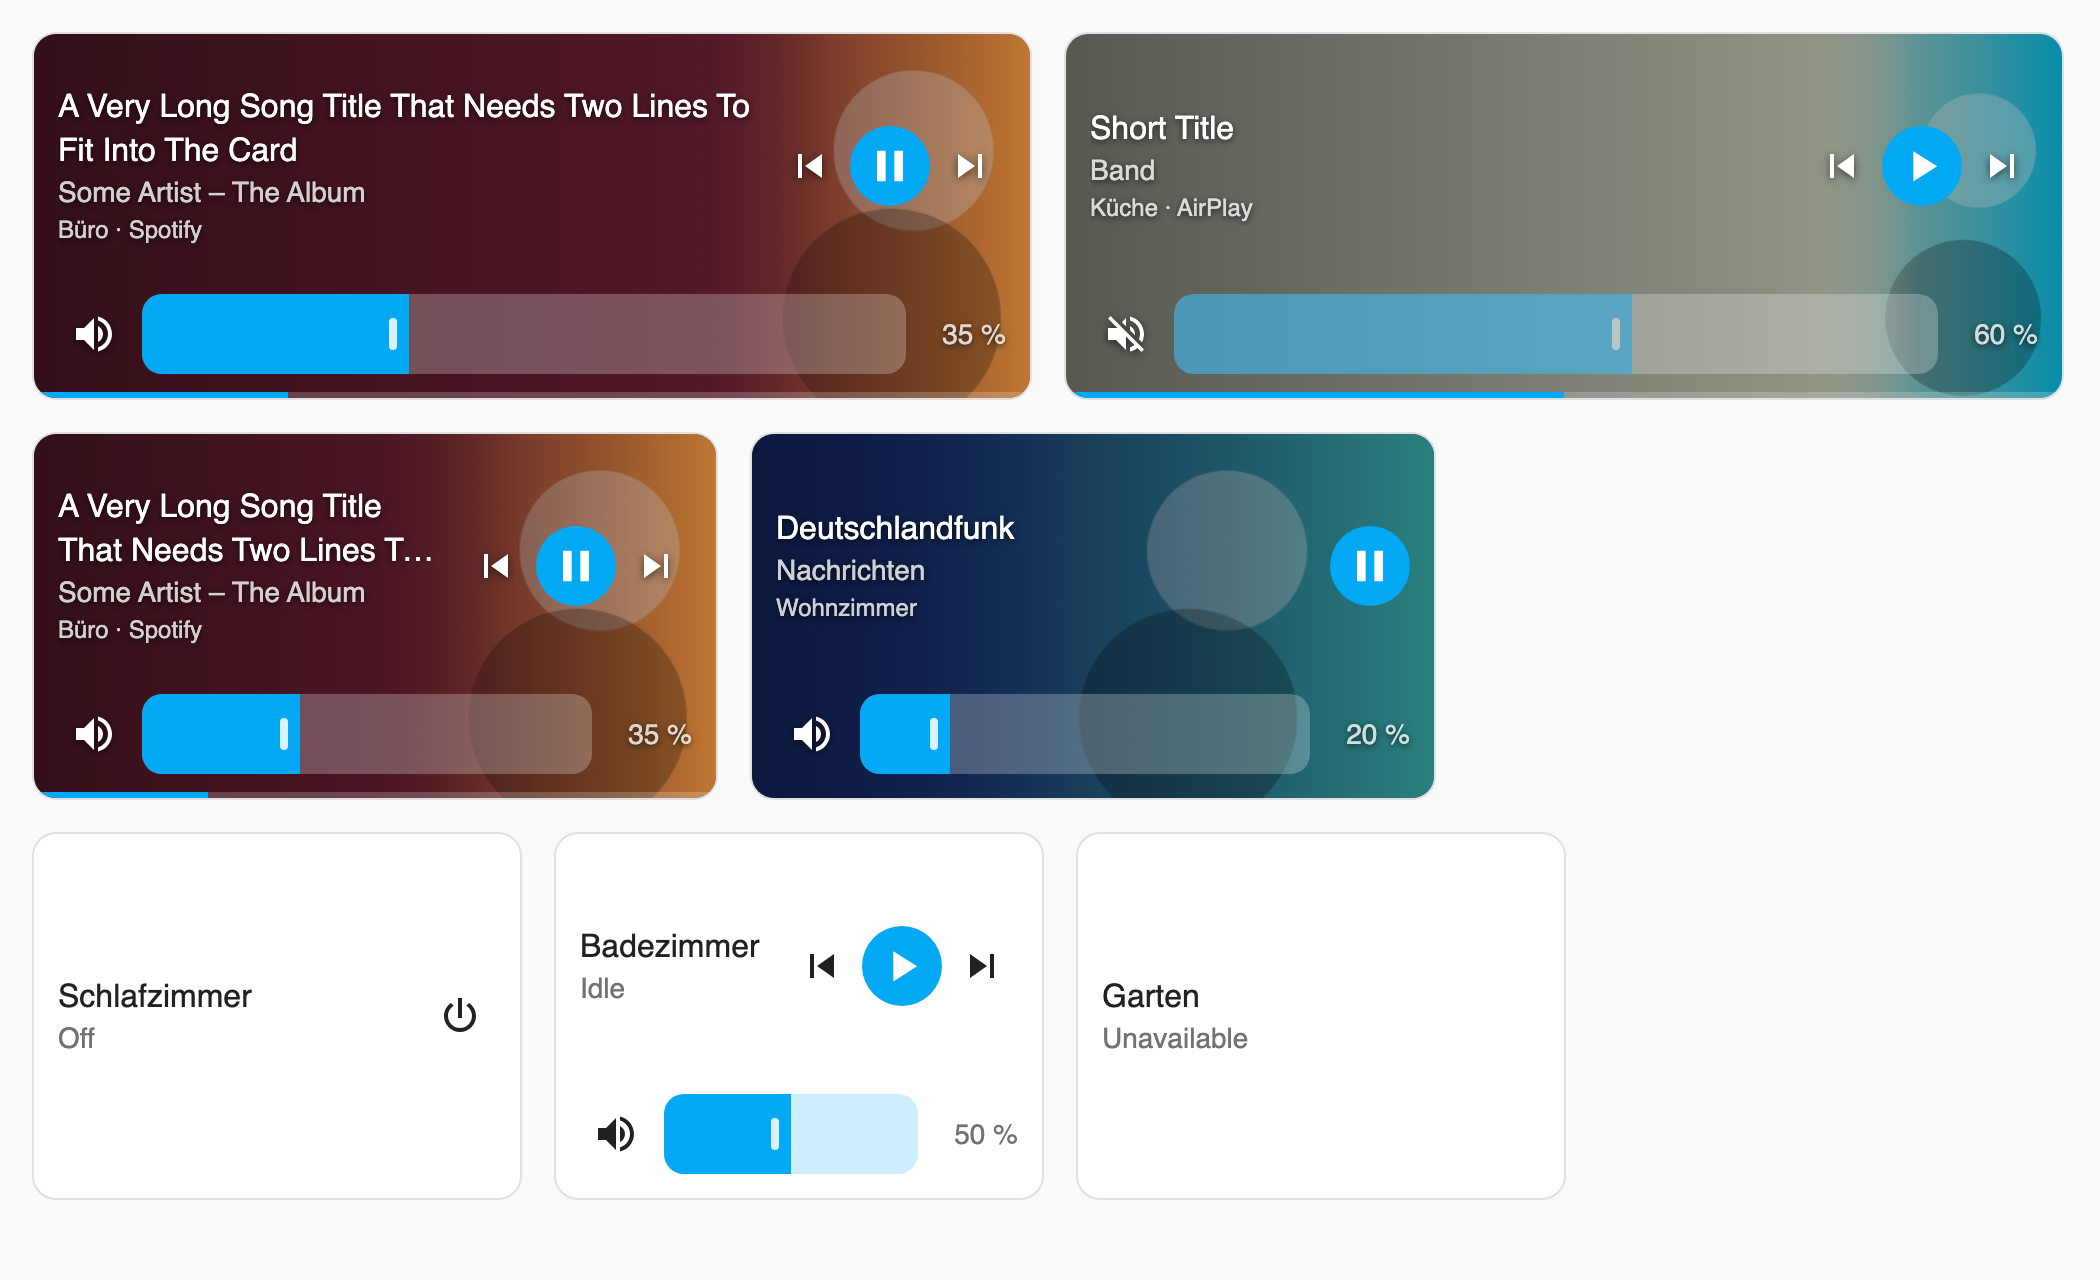 A Very Long Song Title That Needs Two Lines To
Fit Into The Card
Some Artist – The Album
Büro · Spotify
35 %
Short Title
Band
Küche · AirPlay
60 %
A Very Long Song Title
That Needs Two Lines T…
Some Artist – The Album
Büro · Spotify
35 %
Deutschlandfunk
Nachrichten
Wohnzimmer
20 %
Schlafzimmer
Off
Badezimmer
Idle
50 %
Garten
Unavailable